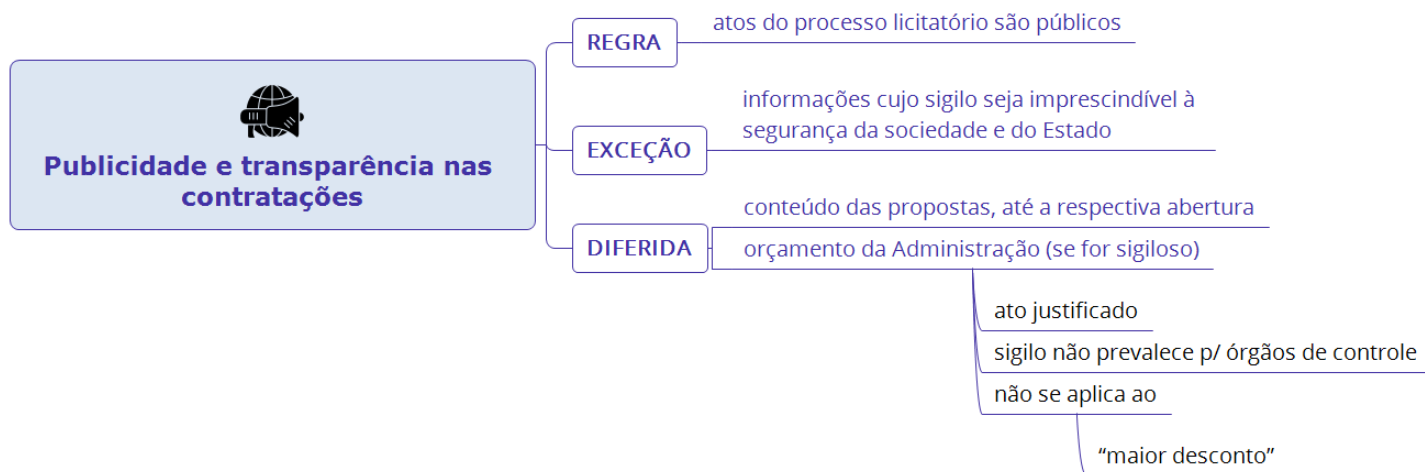 REGRA
atos do processo licitatório são públicos
Publicidade e transparência nas
contratações
EXCEÇÃO
informações cujo sigilo seja imprescindível à
segurança da sociedade e do Estado
DIFERIDA
conteúdo das propostas, até a respectiva abertura
orçamento da Administração (se for sigiloso)
ato justificado
sigilo não prevalece p/ órgãos de controle
não se aplica ao
“maior desconto”